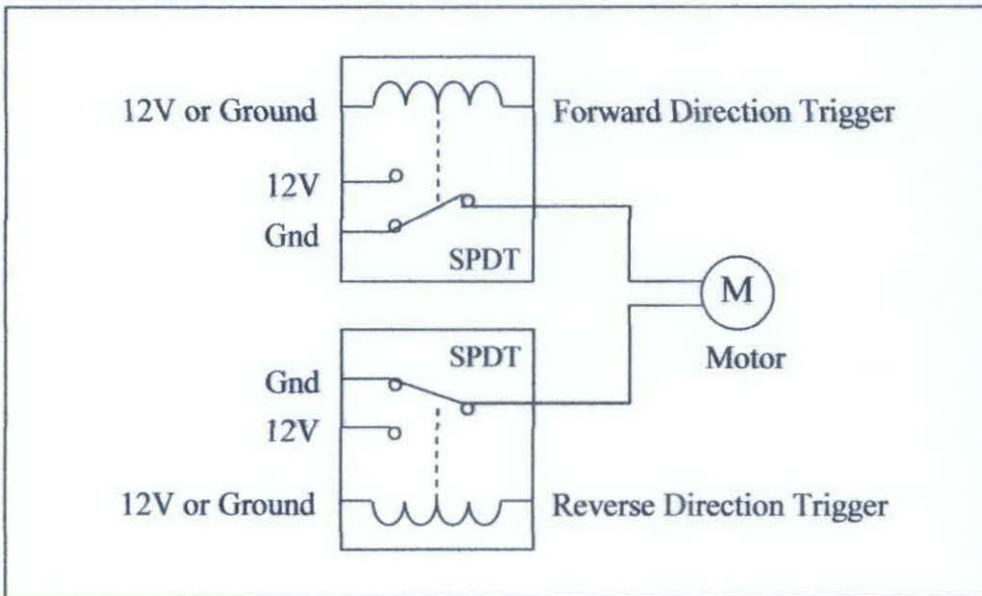 12V or Ground
Forward Direction Trigger
12V
Gnd
SPDT
M
Motor
SPDT
Gnd
12V
12V or Ground
Reverse Direction Trigger